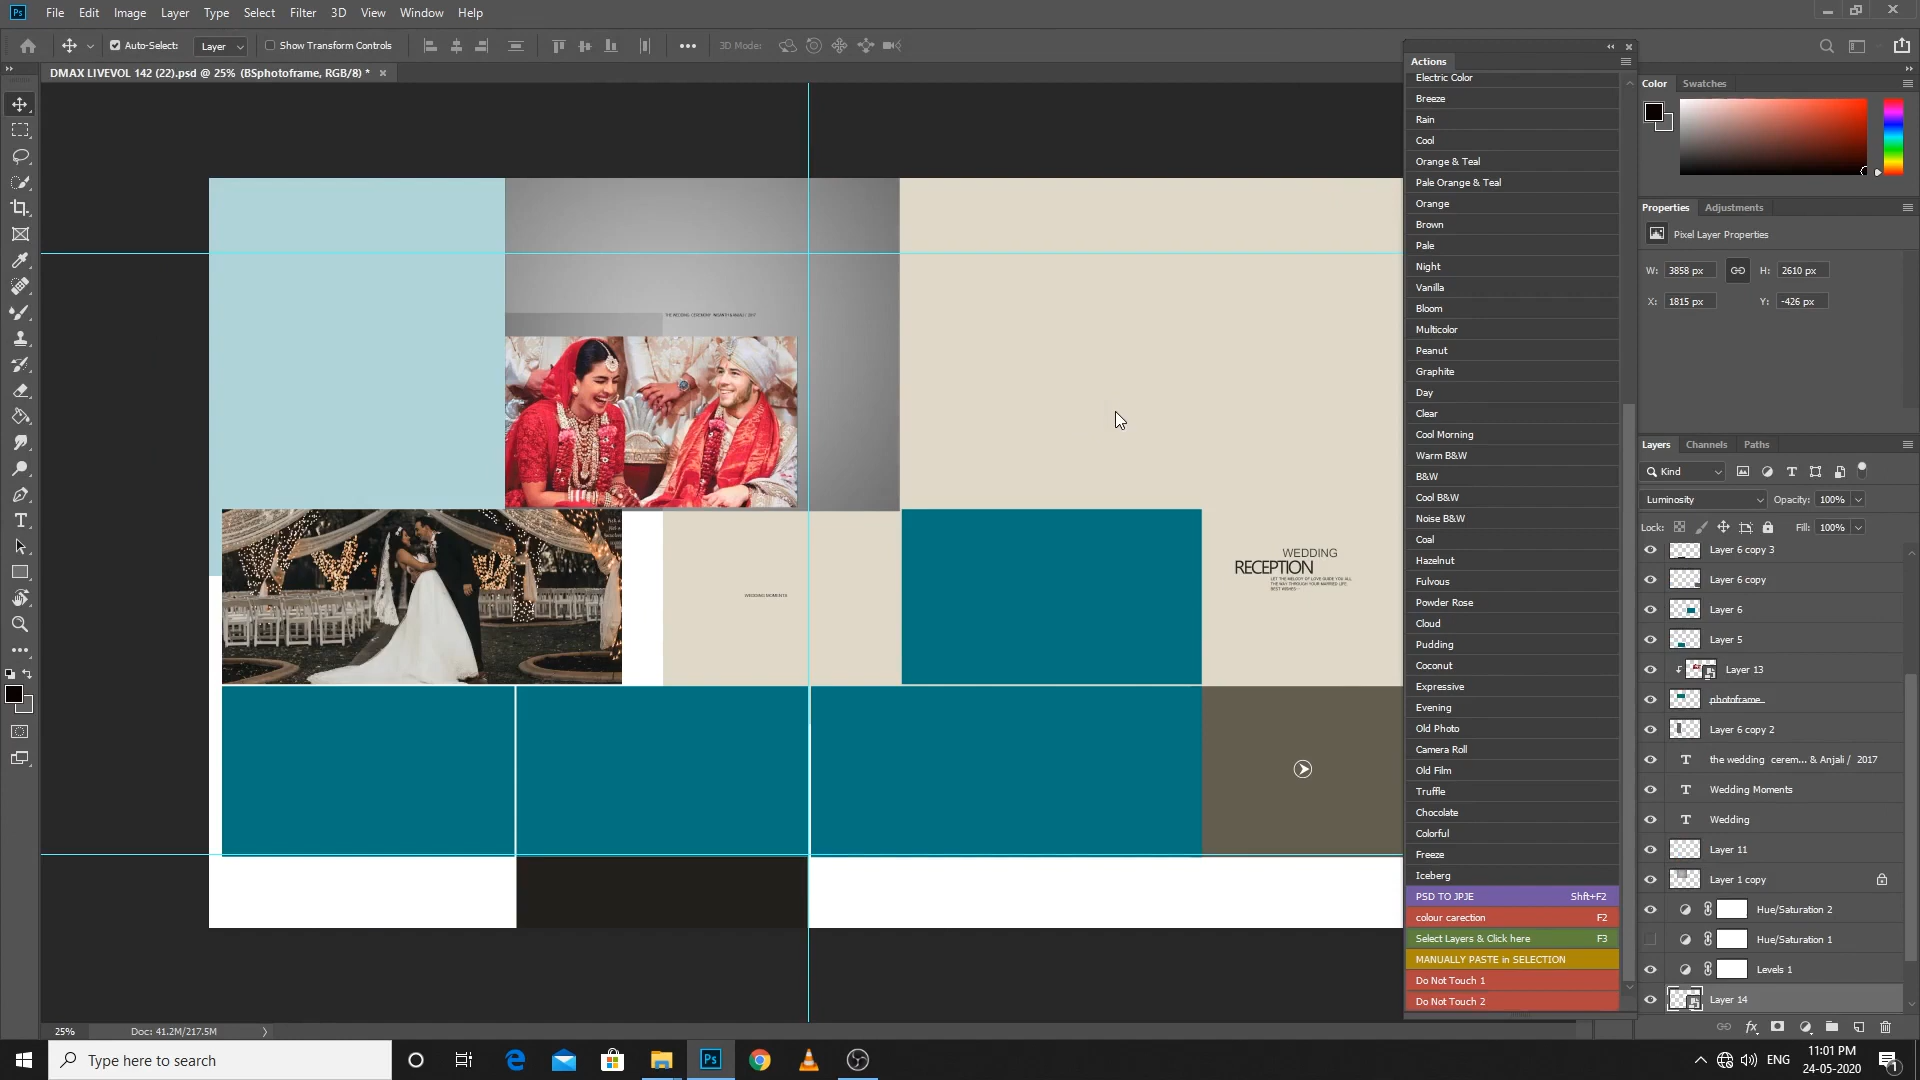 File Edit Image Layer Type Select Filter 3D View Window Help
Auto-Select: Layer Show Transform Controls 3D Mode:
DMAX LIVEVOL 142 (22).psd @ 25% (BSphotoframe, RGB/8) *
THE WEDDING CEREMONY
WEDDING MOMENTS
WEDDING
RECEPTION
LET THE MELODY OF LOVE GUIDE YOU ALL
THE WAY THROUGH YOUR MARRIED LIFE.
BEST WISHES
Actions
Electric Color
Breeze
Rain
Cool
Orange & Teal
Pale Orange & Teal
Orange
Brown
Pale
Night
Vanilla
Bloom
Multicolor
Peanut
Graphite
Day
Clear
Cool Morning
Warm B&W
B&W
Cool B&W
Noise B&W
Coal
Hazelnut
Fulvous
Powder Rose
Cloud
Pudding
Coconut
Expressive
Evening
Old Photo
Camera Roll
Old Film
Truffle
Chocolate
Colorful
Freeze
Iceberg
PSD TO JPJE Shft+F2
colour carection F2
Select Layers & Click here F3
MANUALLY PASTE in SELECTION
Do Not Touch 1
Do Not Touch 2
Color Swatches
Properties Adjustments
Pixel Layer Properties
W: 3858 px H: 2610 px
X: 1815 px Y: -426 px
Layers Channels Paths
Kind
Luminosity Opacity: 100%
Lock: Fill: 100%
Layer 6 copy 3
Layer 6 copy
Layer 6
Layer 5
Layer 13
photoframe
Layer 6 copy 2
the wedding cerem... & Anjali / 2017
Wedding Moments
Wedding
Layer 11
Layer 1 copy
Hue/Saturation 2
Hue/Saturation 1
Levels 1
Layer 14
25% Doc: 41.2M/217.5M
Type here to search
ENG
11:01 PM
24-05-2020